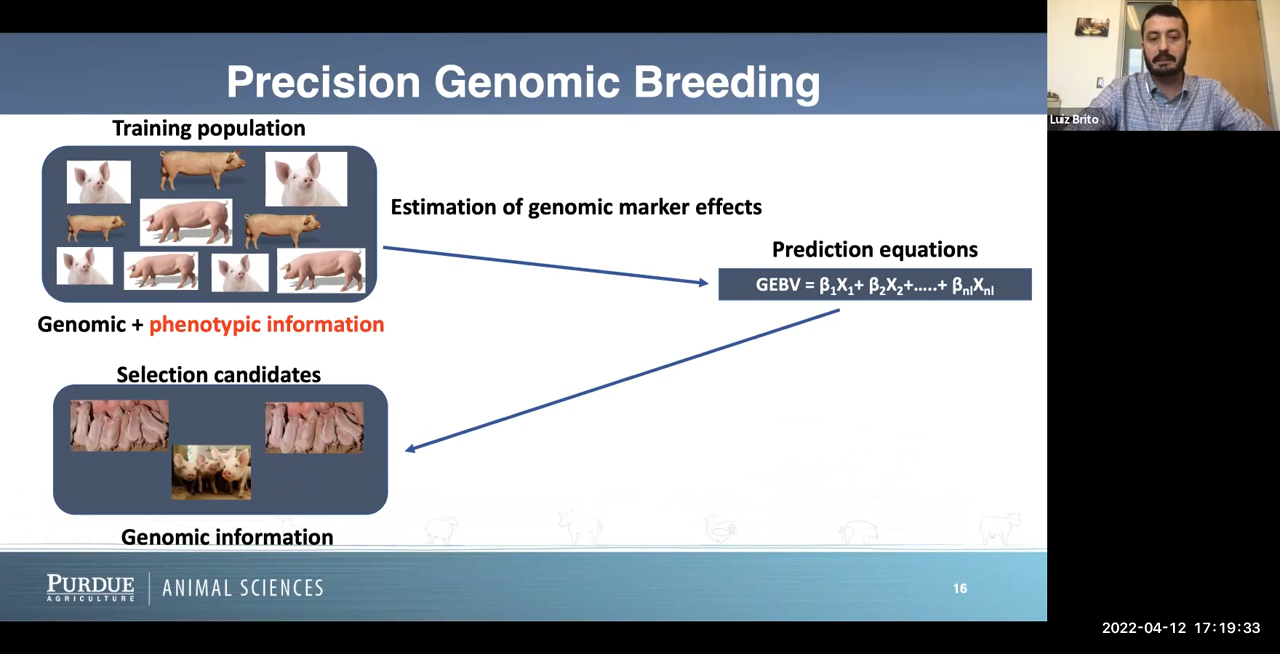 Precision Genomic Breeding
Luiz Brito
Training population
Estimation of genomic marker effects
Prediction equations
GEBV = β₁X₁+ β₂X₂+.....+ βₙₗXₙₗ
Genomic + phenotypic information
Selection candidates
Genomic information
PURDUE
AGRICULTURE
ANIMAL SCIENCES
16
2022-04-12 17:19:33